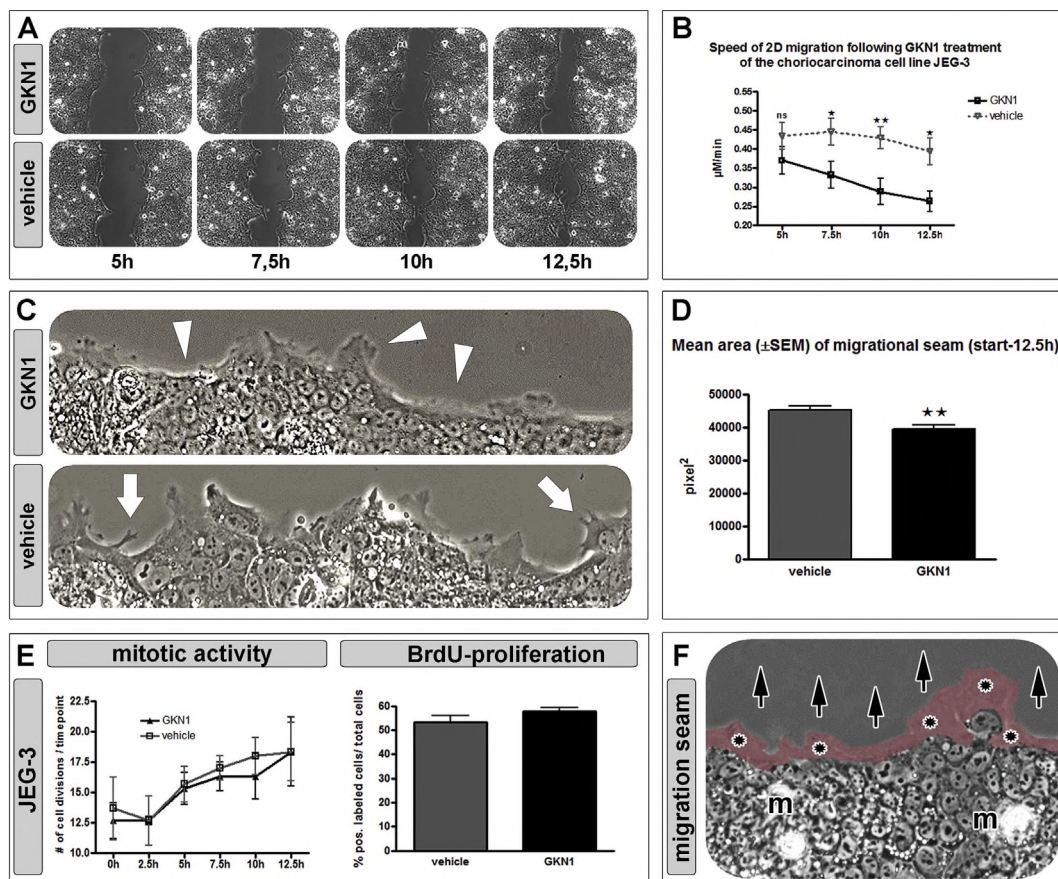 A
GKN1
vehicle
5h 7,5h 10h 12,5h
B
Speed of 2D migration following GKN1 treatment
of the choriocarcinoma cell line JEG-3
GKN1
vehicle
µM/min
0.55
0.50
0.45
0.40
0.35
0.30
0.25
0.20
ns ★ ★★ ★
5h 7.5h 10h 12.5h
C
GKN1
vehicle
D
Mean area (±SEM) of migrational seam (start-12.5h)
pixel²
50000
40000
30000
20000
10000
0
★★
vehicle GKN1
E
JEG-3
mitotic activity
# of cell divisions / timepoint
22.5
20.0
17.5
15.0
12.5
10.0
GKN1
vehicle
0h 2.5h 5h 7.5h 10h 12.5h
BrdU-proliferation
% pos. labeled cells/ total cells
60
50
40
30
20
10
0
vehicle GKN1
F
migration seam
m m